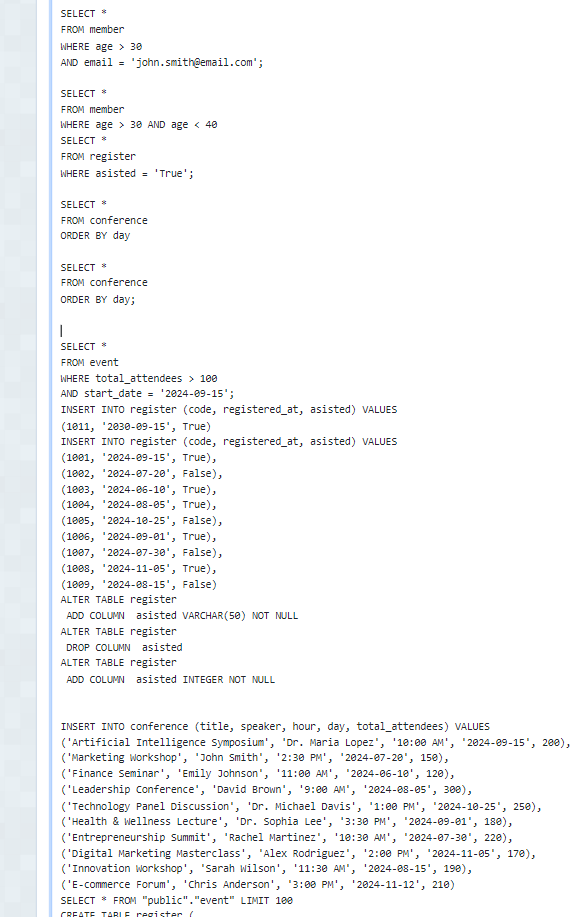 SELECT *
FROM member
WHERE age > 30
AND email = 'john.smith@email.com';
SELECT *
FROM member
WHERE age > 30 AND age < 40
SELECT *
FROM register
WHERE asisted = 'True';
SELECT *
FROM conference
ORDER BY day
SELECT *
FROM conference
ORDER BY day;
SELECT *
FROM event
WHERE total_attendees > 100
AND start_date = '2024-09-15';
INSERT INTO register (code, registered_at, asisted) VALUES
(1011, '2030-09-15', True)
INSERT INTO register (code, registered_at, asisted) VALUES
(1001, '2024-09-15', True),
(1002, '2024-07-20', False),
(1003, '2024-06-10', True),
(1004, '2024-08-05', True),
(1005, '2024-10-25', False),
(1006, '2024-09-01', True),
(1007, '2024-07-30', False),
(1008, '2024-11-05', True),
(1009, '2024-08-15', False)
ALTER TABLE register
ADD COLUMN asisted VARCHAR(50) NOT NULL
ALTER TABLE register
DROP COLUMN asisted
ALTER TABLE register
ADD COLUMN asisted INTEGER NOT NULL
INSERT INTO conference (title, speaker, hour, day, total_attendees) VALUES
('Artificial Intelligence Symposium', 'Dr. Maria Lopez', '10:00 AM', '2024-09-15', 200),
('Marketing Workshop', 'John Smith', '2:30 PM', '2024-07-20', 150),
('Finance Seminar', 'Emily Johnson', '11:00 AM', '2024-06-10', 120),
('Leadership Conference', 'David Brown', '9:00 AM', '2024-08-05', 300),
('Technology Panel Discussion', 'Dr. Michael Davis', '1:00 PM', '2024-10-25', 250),
('Health & Wellness Lecture', 'Dr. Sophia Lee', '3:30 PM', '2024-09-01', 180),
('Entrepreneurship Summit', 'Rachel Martinez', '10:30 AM', '2024-07-30', 220),
('Digital Marketing Masterclass', 'Alex Rodriguez', '2:00 PM', '2024-11-05', 170),
('Innovation Workshop', 'Sarah Wilson', '11:30 AM', '2024-08-15', 190),
('E-commerce Forum', 'Chris Anderson', '3:00 PM', '2024-11-12', 210)
SELECT * FROM "public"."event" LIMIT 100
CREATE TABLE register (